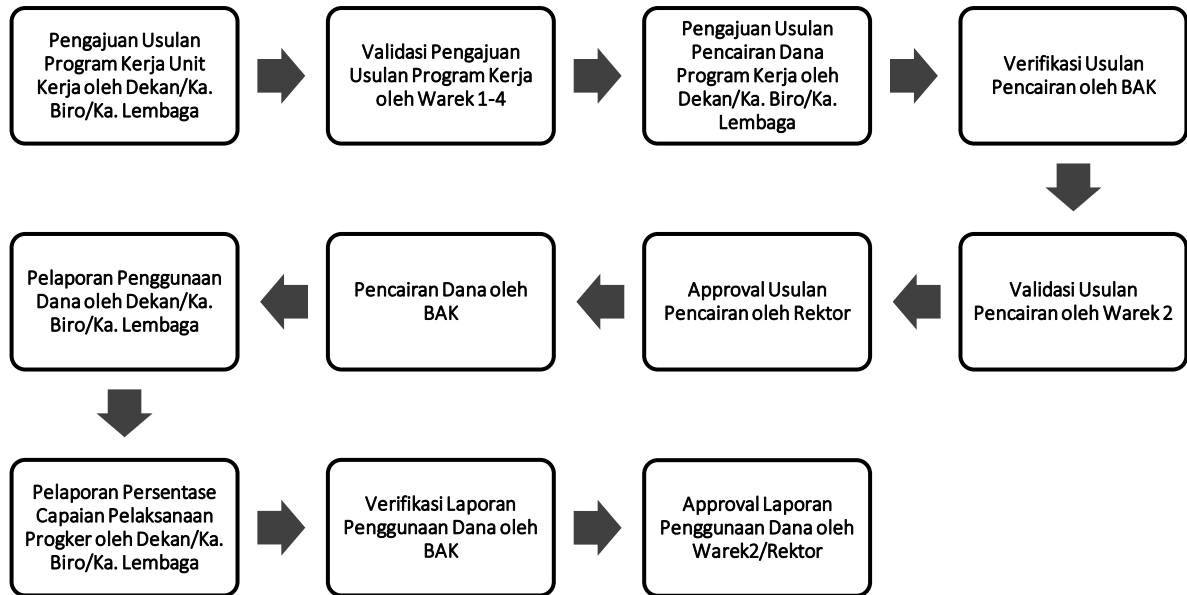 Pengajuan Usulan
Program Kerja Unit
Kerja oleh Dekan/Ka.
Biro/Ka. Lembaga
Validasi Pengajuan
Usulan Program Kerja
oleh Warek 1-4
Pengajuan Usulan
Pencairan Dana
Program Kerja oleh
Dekan/Ka. Biro/Ka.
Lembaga
Verifikasi Usulan
Pencairan oleh BAK
Validasi Usulan
Pencairan oleh Warek 2
Approval Usulan
Pencairan oleh Rektor
Pencairan Dana oleh
BAK
Pelaporan Penggunaan
Dana oleh Dekan/Ka.
Biro/Ka. Lembaga
Pelaporan Persentase
Capaian Pelaksanaan
Progker oleh Dekan/Ka.
Biro/Ka. Lembaga
Verifikasi Laporan
Penggunaan Dana oleh
BAK
Approval Laporan
Penggunaan Dana oleh
Warek2/Rektor